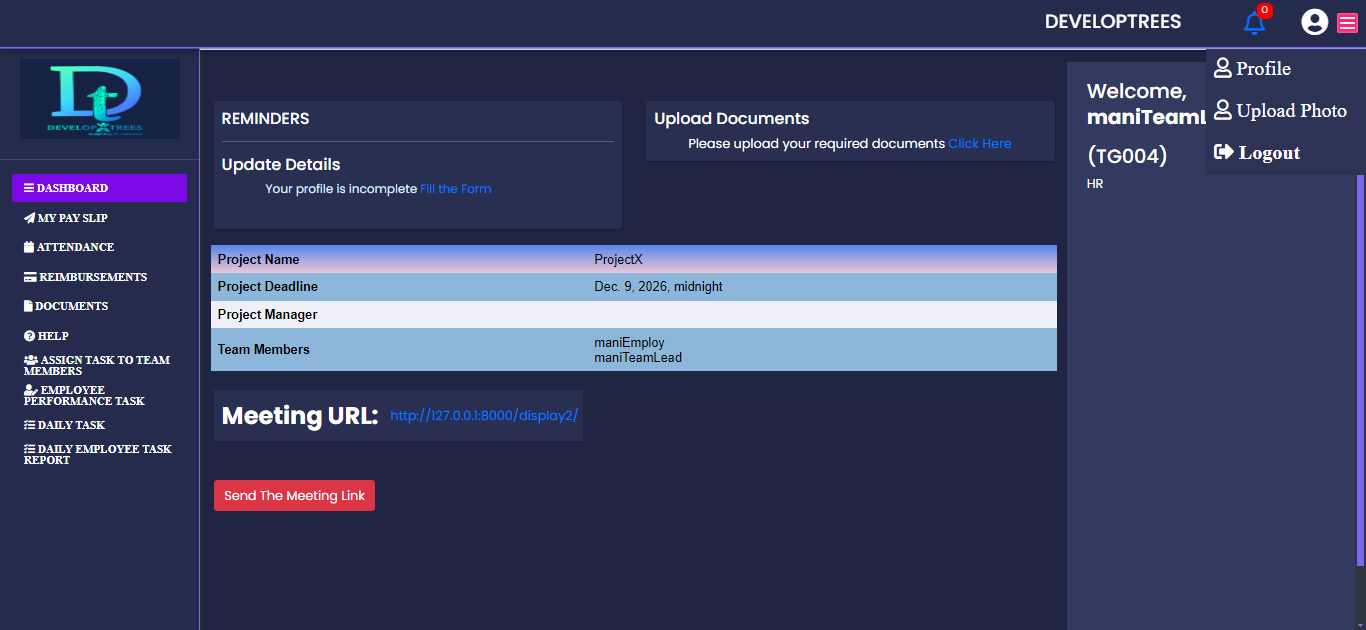 DEVELOPTREES
0
Profile
Upload Photo
Logout
Dt
DEVELOPTREES
DASHBOARD
MY PAY SLIP
ATTENDANCE
REIMBURSEMENTS
DOCUMENTS
HELP
ASSIGN TASK TO TEAM
MEMBERS
EMPLOYEE
PERFORMANCE TASK
DAILY TASK
DAILY EMPLOYEE TASK
REPORT
REMINDERS
Update Details
Your profile is incomplete Fill the Form
Upload Documents
Please upload your required documents Click Here
Project Name ProjectX
Project Deadline Dec. 9, 2026, midnight
Project Manager
Team Members maniEmploy
maniTeamLead
Meeting URL: http://127.0.0.1:8000/display2/
Send The Meeting Link
Welcome,
maniTeamL
(TG004)
HR